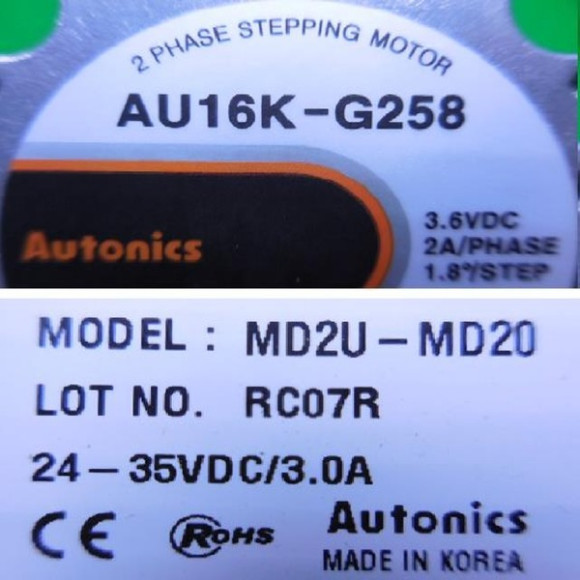 2 PHASE STEPPING MOTOR
AU16K-G258
Autonics
3.6VDC
2A/PHASE
1.8°/STEP
MODEL : MD2U-MD20
LOT NO. RC07R
24-35VDC/3.0A
CE RoHS Autonics
MADE IN KOREA